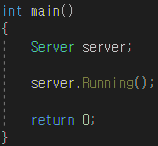 int main()
{
    Server server;
    server.Running();
    return 0;
}